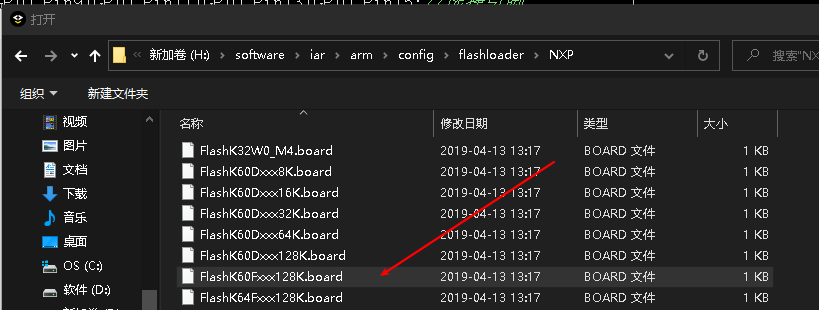 打开
新加卷 (H:) › software › iar › arm › config › flashloader › NXP
搜索"NX
组织 新建文件夹
名称 修改日期 类型 大小
视频
图片
文档
下载
音乐
桌面
OS (C:)
软件 (D:)
FlashK32W0_M4.board 2019-04-13 13:17 BOARD 文件 1 KB
FlashK60Dxxx8K.board 2019-04-13 13:17 BOARD 文件 1 KB
FlashK60Dxxx16K.board 2019-04-13 13:17 BOARD 文件 1 KB
FlashK60Dxxx32K.board 2019-04-13 13:17 BOARD 文件 1 KB
FlashK60Dxxx64K.board 2019-04-13 13:17 BOARD 文件 1 KB
FlashK60Dxxx128K.board 2019-04-13 13:17 BOARD 文件 1 KB
FlashK60Fxxx128K.board 2019-04-13 13:17 BOARD 文件 1 KB
FlashK64Fxxx128K.board 2019-04-13 13:17 BOARD 文件 1 KB